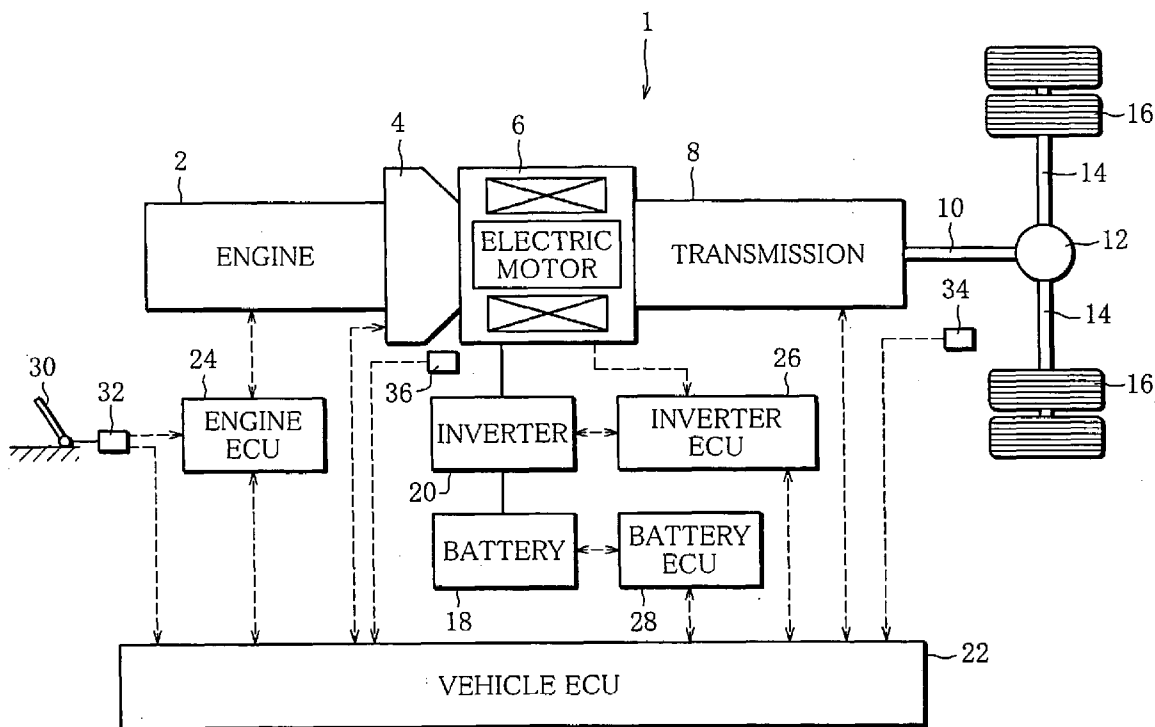 1
4
6
16
2
8
14
10
12
ENGINE
ELECTRIC
MOTOR
TRANSMISSION
34
14
30
32
24
36
26
16
ENGINE
ECU
INVERTER
INVERTER
ECU
20
BATTERY
BATTERY
ECU
18
28
22
VEHICLE ECU